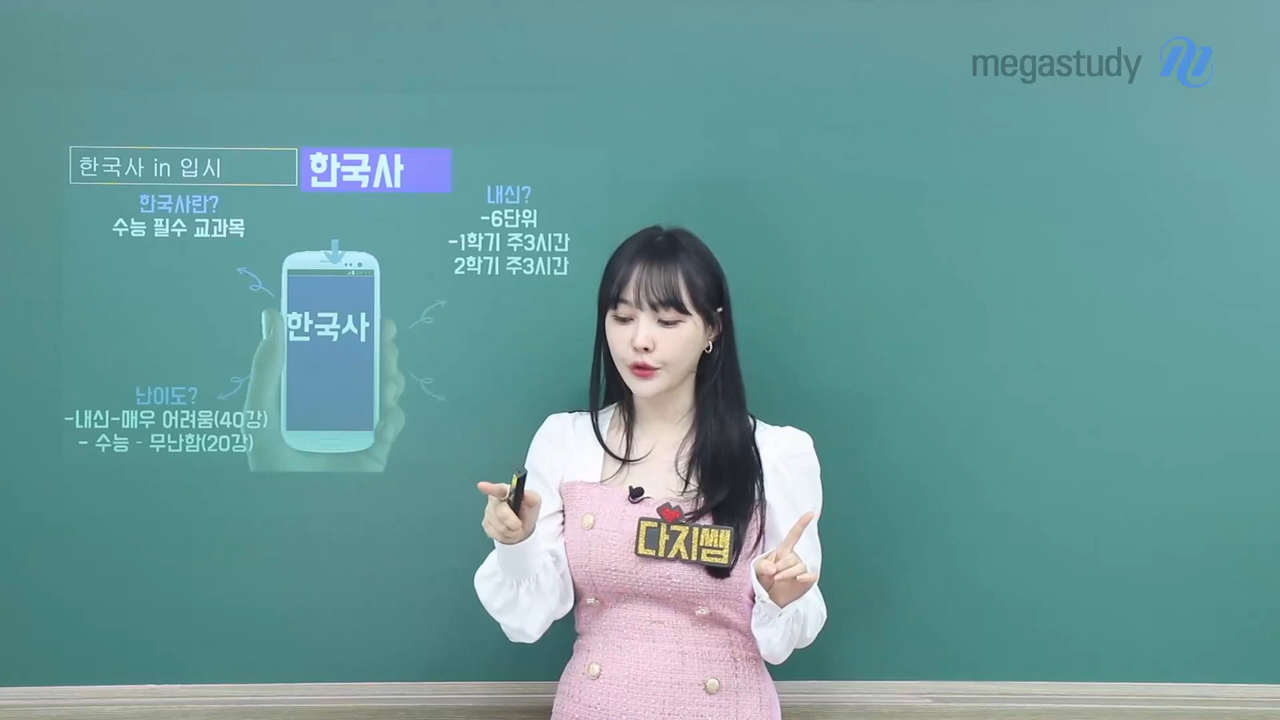 megastudy
한국사 in 입시
한국사
한국사란?
수능 필수 교과목
내신?
-6단위
-1학기 주3시간
2학기 주3시간
한국사
난이도?
-내신-매우 어려움(40강)
- 수능 - 무난함(20강)
다지쌤